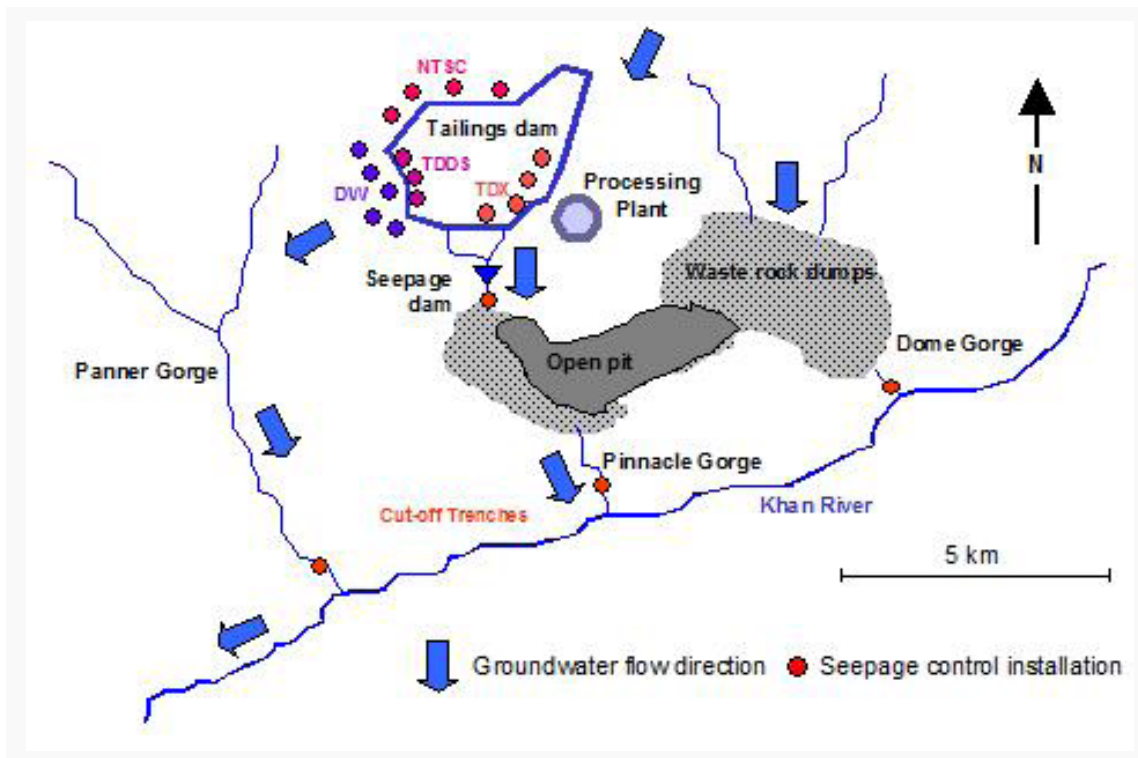 NTSC
Tailings dam
TDDS
TDX
DW
Processing
Plant
N
Seepage
dam
Waste rock dumps
Open pit
Dome Gorge
Panner Gorge
Pinnacle Gorge
Khan River
Cut-off Trenches
5 km
Groundwater flow direction
Seepage control installation